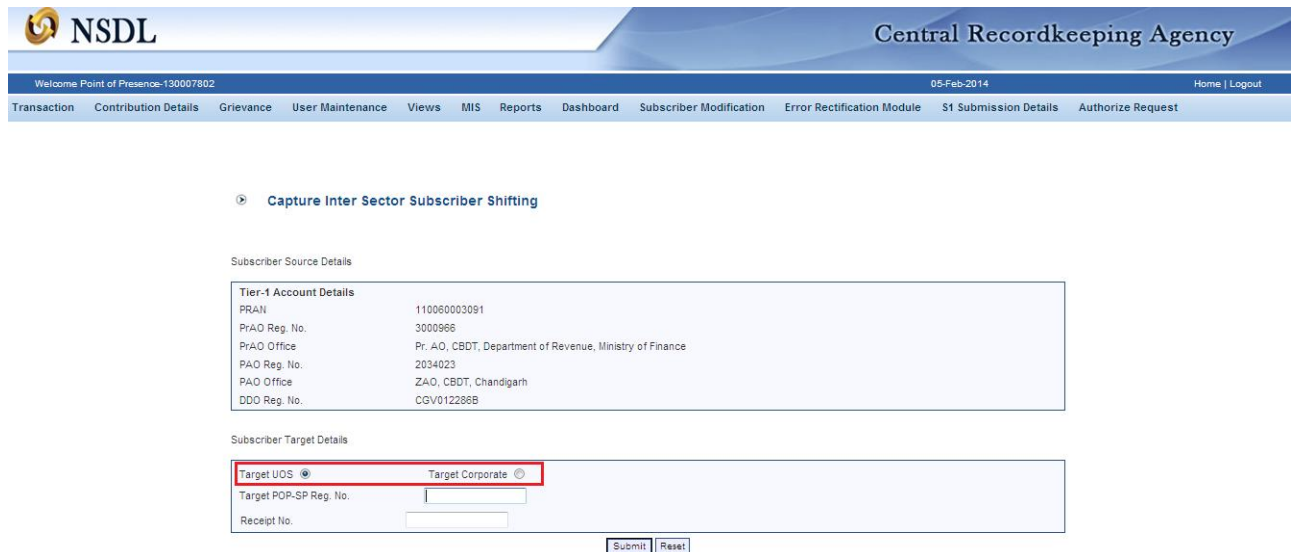 NSDL
Central Recordkeeping Agency
Welcome Point of Presence-130007802 05-Feb-2014 Home | Logout
Transaction Contribution Details Grievance User Maintenance Views MIS Reports Dashboard Subscriber Modification Error Rectification Module S1 Submission Details Authorize Request
Capture Inter Sector Subscriber Shifting
Subscriber Source Details
Tier-1 Account Details
PRAN 110060003091
PrAO Reg. No. 3000966
PrAO Office Pr. AO, CBDT, Department of Revenue, Ministry of Finance
PAO Reg. No. 2034023
PAO Office ZAO, CBDT, Chandigarh
DDO Reg. No. CGV012286B
Subscriber Target Details
Target UOS Target Corporate
Target POP-SP Reg. No.
Receipt No.
Submit Reset